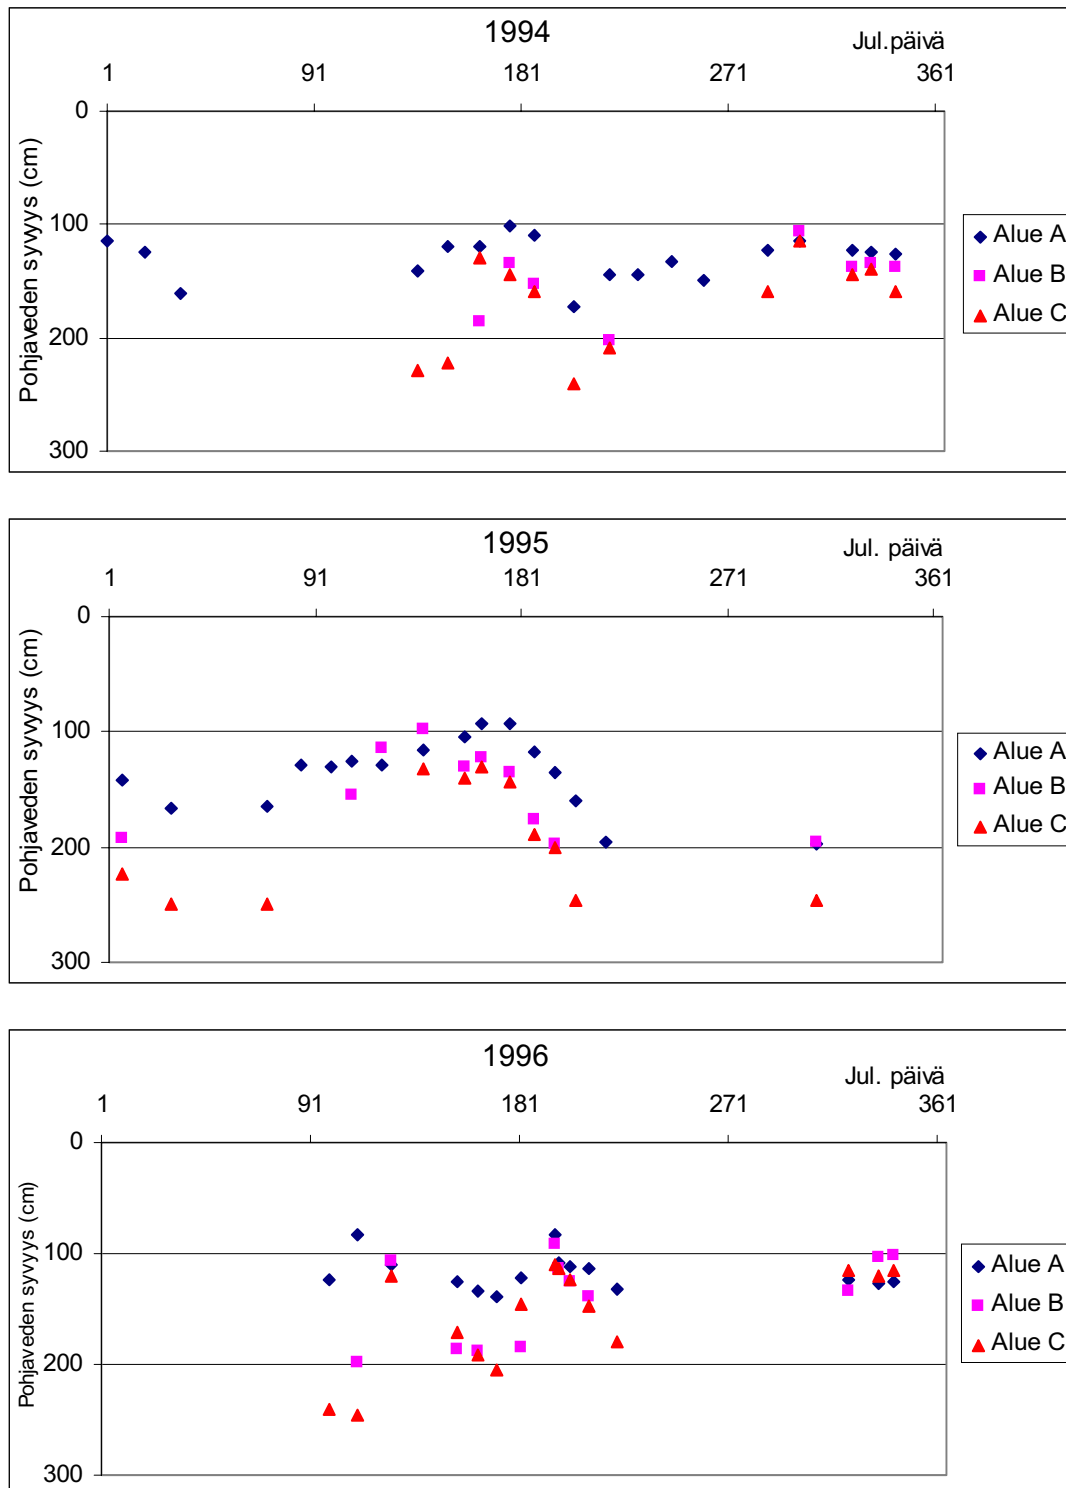 1994
Jul.päivä
1 91 181 271 361
0
100
200
300
Pohjaveden syvyys (cm)
Alue A
Alue B
Alue C
1995
Jul. päivä
1 91 181 271 361
0
100
200
300
Pohjaveden syvyys (cm)
Alue A
Alue B
Alue C
1996
Jul. päivä
1 91 181 271 361
0
100
200
300
Pohjaveden syvyys (cm)
Alue A
Alue B
Alue C